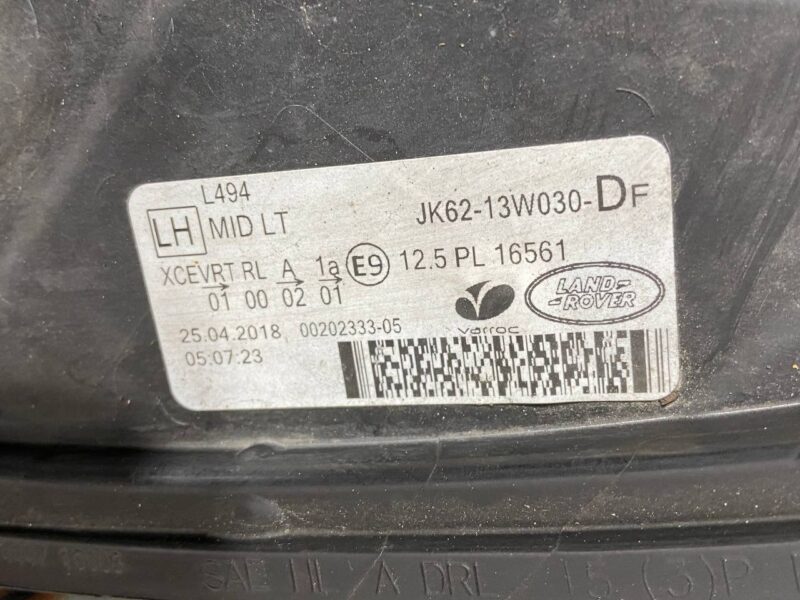 L494
LH MID LT
JK62-13W030-DF
XCEVRT RL A 1a E9 12.5 PL 16561
01 00 02 01
LAND-
-ROVER
varroc
25.04.2018 00202333-05
05:07:23
SAE HL A DRL 15 (3)P